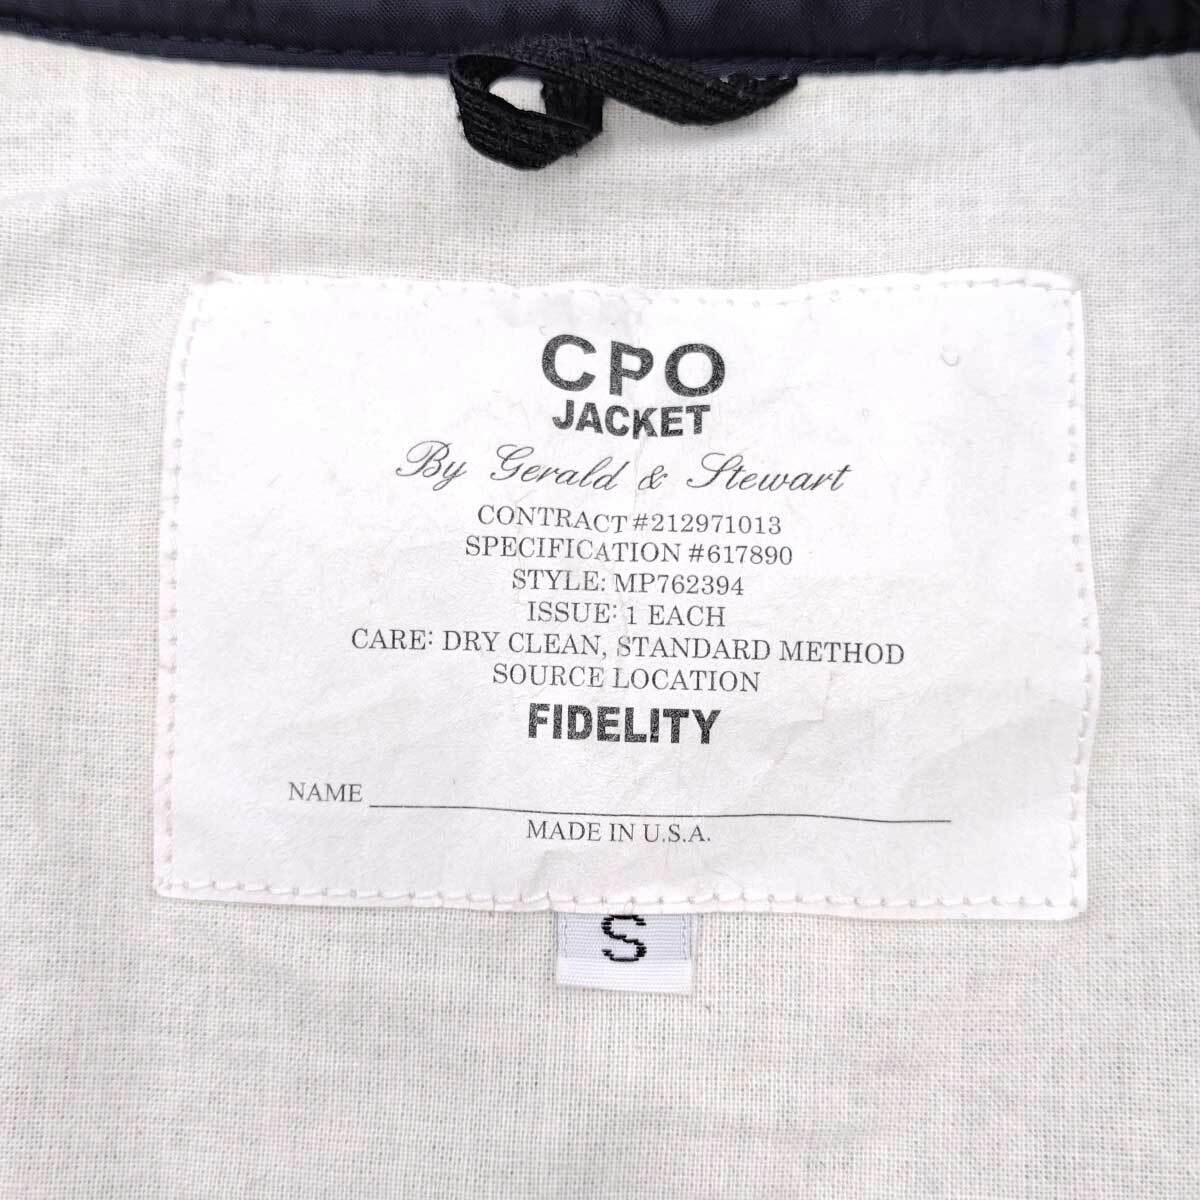 CPO
JACKET
By Gerald & Stewart
CONTRACT #212971013
SPECIFICATION #617890
STYLE: MP762394
ISSUE: 1 EACH
CARE: DRY CLEAN, STANDARD METHOD
SOURCE LOCATION
FIDELITY
NAME
MADE IN U.S.A.
S